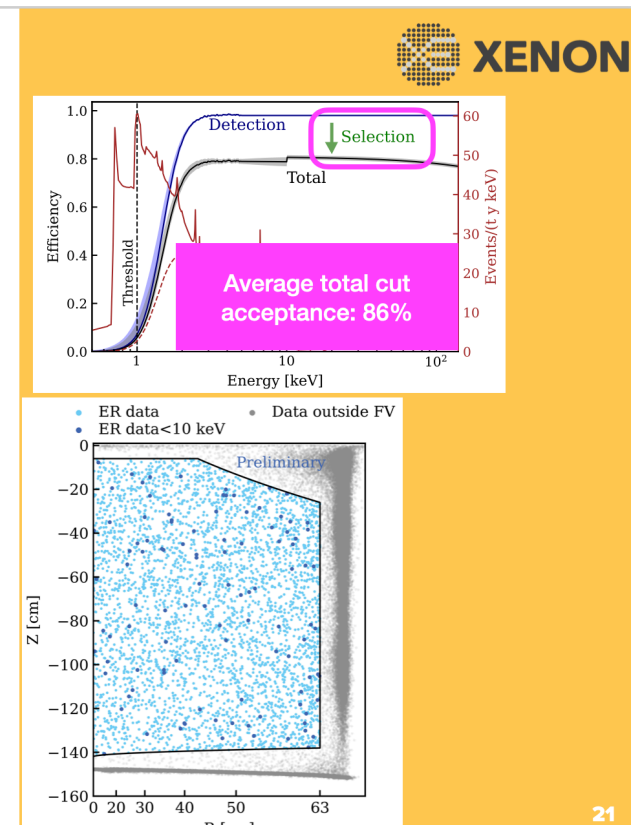 XENON
1.0
0.8
0.6
0.4
0.2
0.0
Efficiency
Detection
Selection
Total
Threshold
60
50
40
30
20
10
0
Events/(t y keV)
Average total cut
acceptance: 86%
1
10
10²
Energy [keV]
ER data
Data outside FV
ER data<10 keV
Preliminary
0
−20
−40
−60
−80
−100
−120
−140
−160
Z [cm]
0 20 30 40 50 63
21